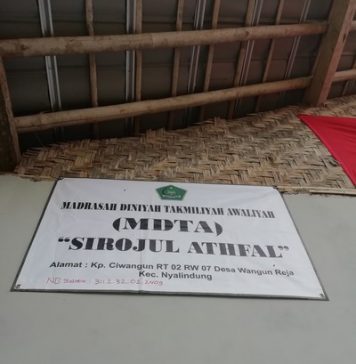 MADRASAH DINIYAH TAKMILIYAH AWALIYAH
(MDTA)
"SIROJUL ATHFAL"
Alamat : Kp. Ciwangun RT 02 RW 07 Desa Wangun Reja
Kec. Nyalindung